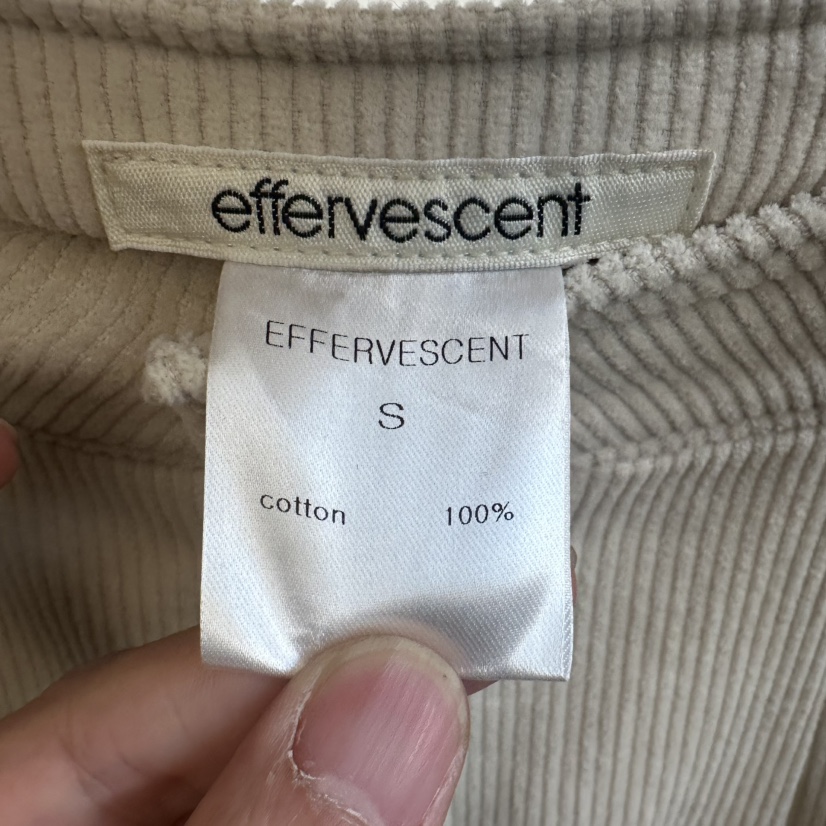 effervescent
EFFERVESCENT
S
cotton 100%